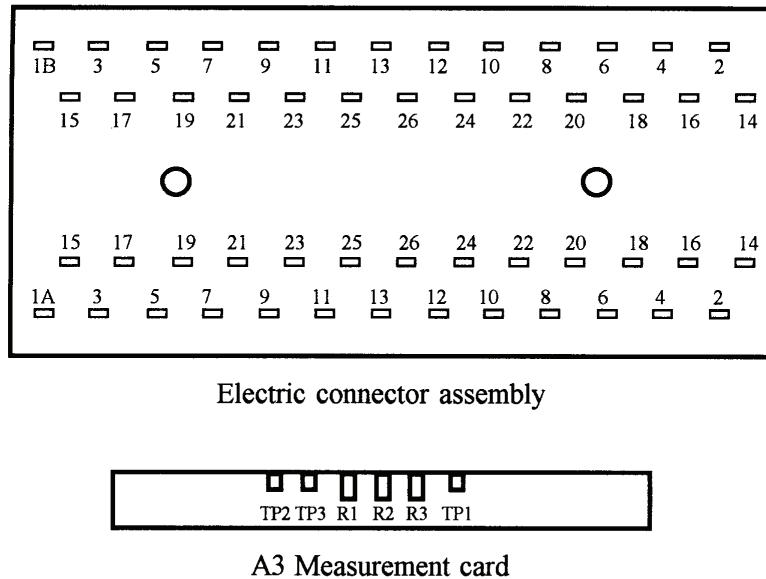 1B 3 5 7 9 11 13 12 10 8 6 4 2
15 17 19 21 23 25 26 24 22 20 18 16 14
15 17 19 21 23 25 26 24 22 20 18 16 14
1A 3 5 7 9 11 13 12 10 8 6 4 2
Electric connector assembly
TP2 TP3 R1 R2 R3 TP1
A3 Measurement card